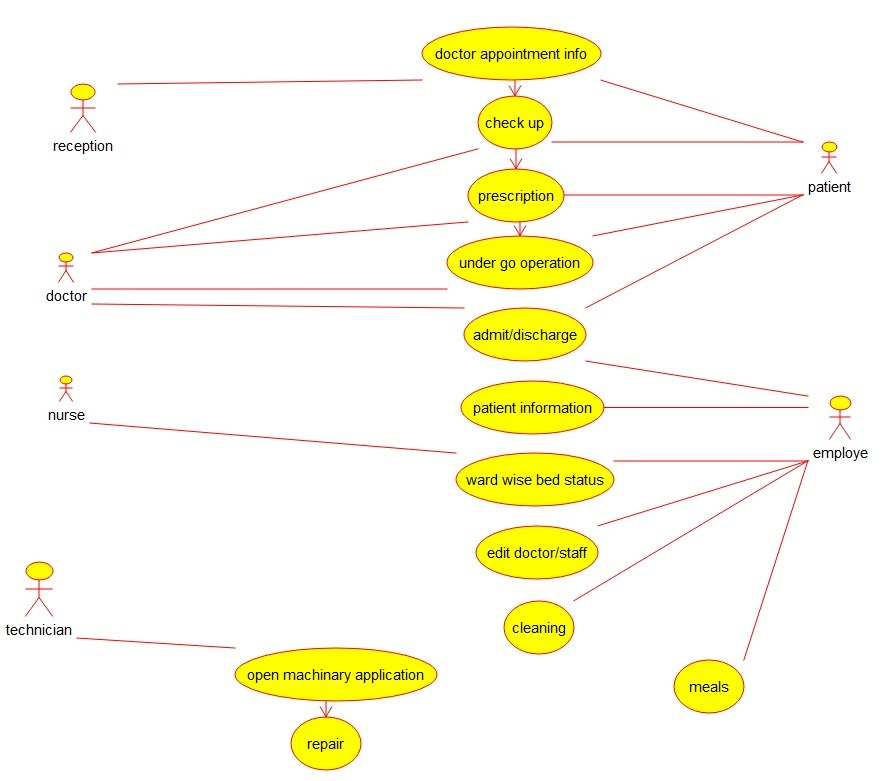 doctor appointment info
reception
check up
patient
prescription
doctor
under go operation
admit/discharge
nurse
patient information
employe
ward wise bed status
edit doctor/staff
technician
cleaning
open machinary application
meals
repair